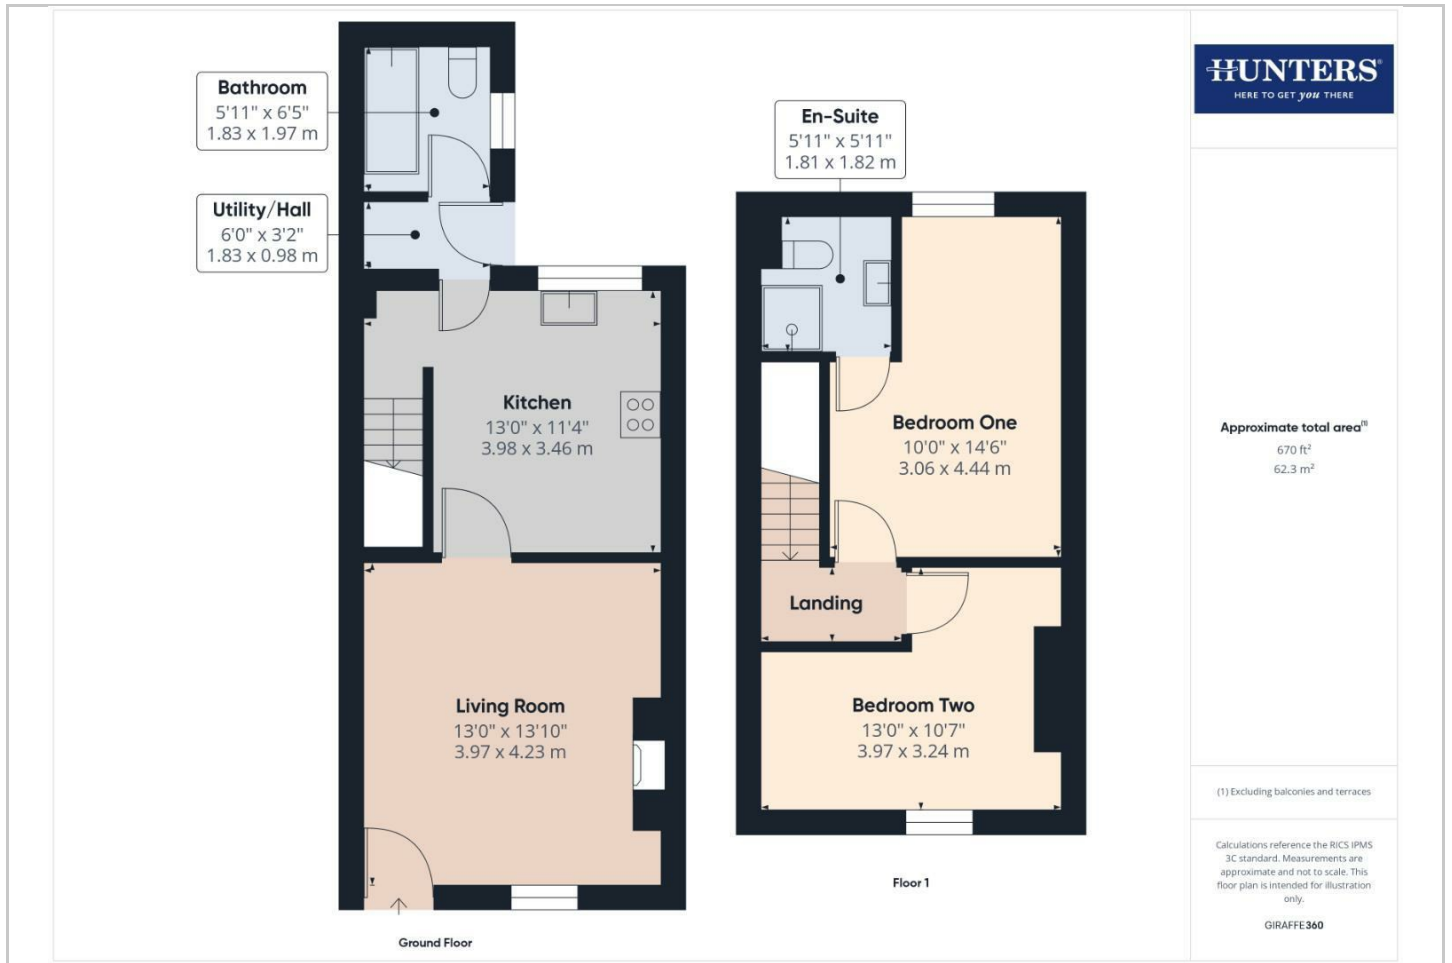 Bathroom
5'11" x 6'5"
1.83 x 1.97 m
Utility/Hall
6'0" x 3'2"
1.83 x 0.98 m
Kitchen
13'0" x 11'4"
3.98 x 3.46 m
Living Room
13'0" x 13'10"
3.97 x 4.23 m
Ground Floor
En-Suite
5'11" x 5'11"
1.81 x 1.82 m
Bedroom One
10'0" x 14'6"
3.06 x 4.44 m
Landing
Bedroom Two
13'0" x 10'7"
3.97 x 3.24 m
Floor 1
HUNTERS®
HERE TO GET you THERE
Approximate total area(1)
670 ft²
62.3 m²
(1) Excluding balconies and terraces
Calculations reference the RICS IPMS
3C standard. Measurements are
approximate and not to scale. This
floor plan is intended for illustration
only.
GIRAFFE360